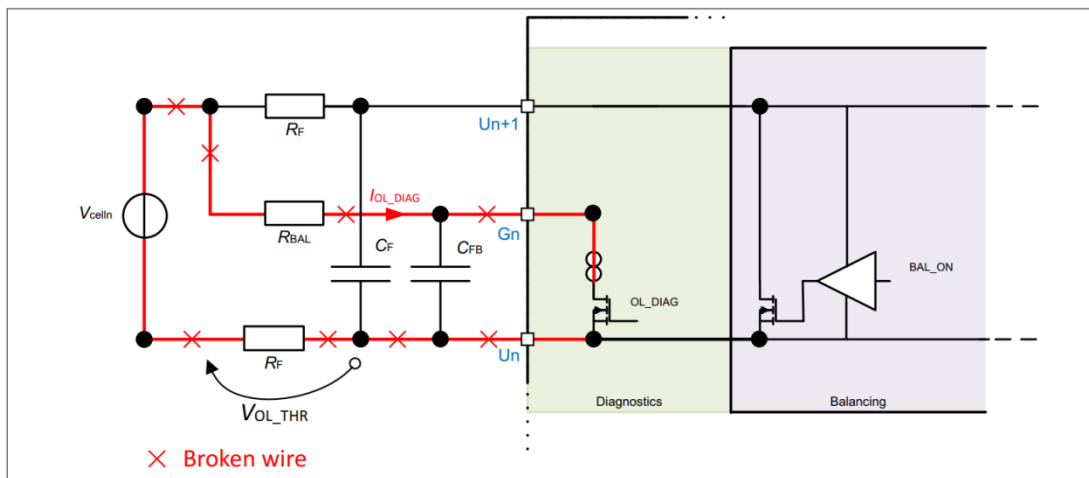 Un+1
RF
IOL_DIAG
Vcelln
RBAL
Gn
CF
CFB
BAL_ON
OL_DIAG
RF
Un
VOL_THR
Diagnostics
Balancing
Broken wire